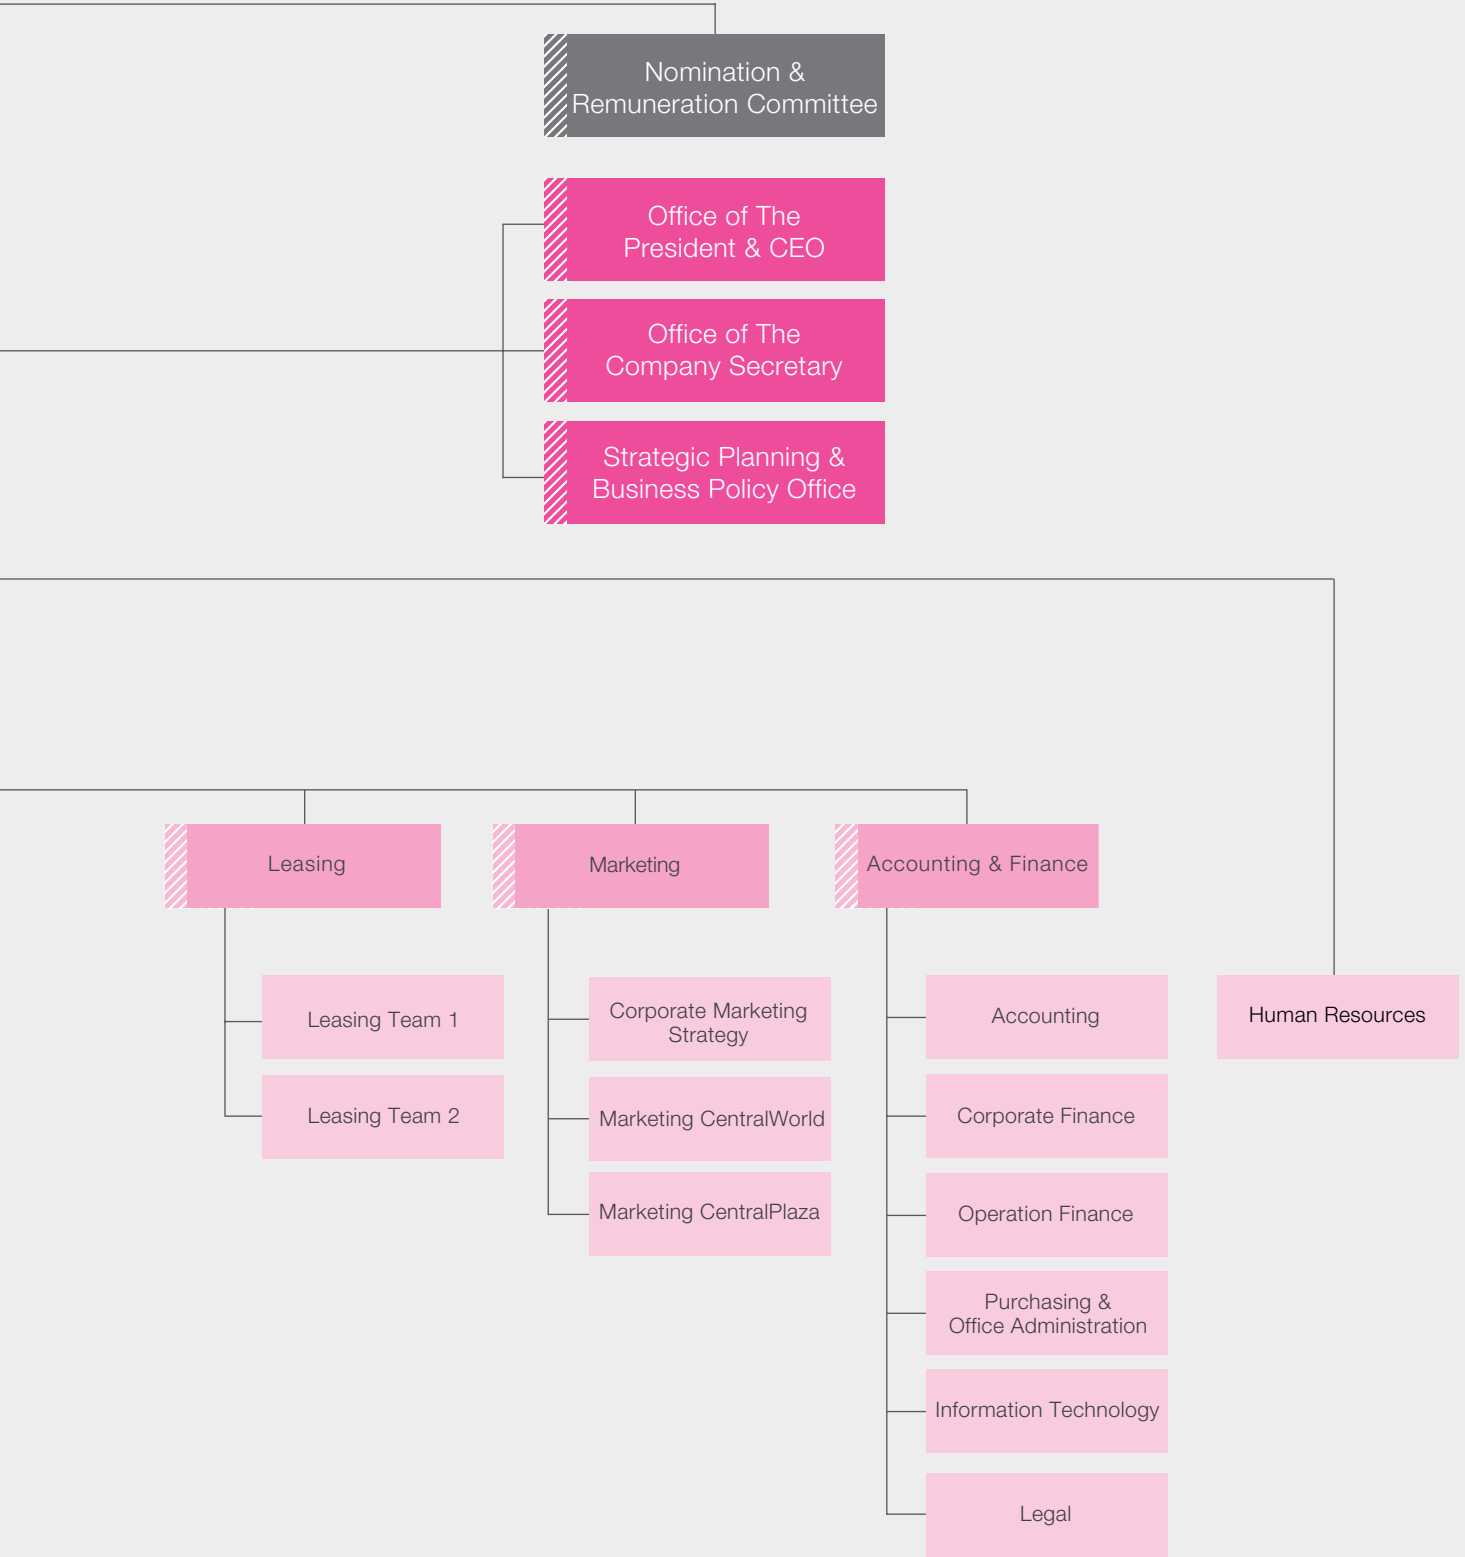 Nomination &
Remuneration Committee
Office of The
President & CEO
Office of The
Company Secretary
Strategic Planning &
Business Policy Office
Leasing
Leasing Team 1
Leasing Team 2
Marketing
Corporate Marketing
Strategy
Marketing CentralWorld
Marketing CentralPlaza
Accounting & Finance
Accounting
Corporate Finance
Operation Finance
Purchasing &
Office Administration
Information Technology
Legal
Human Resources